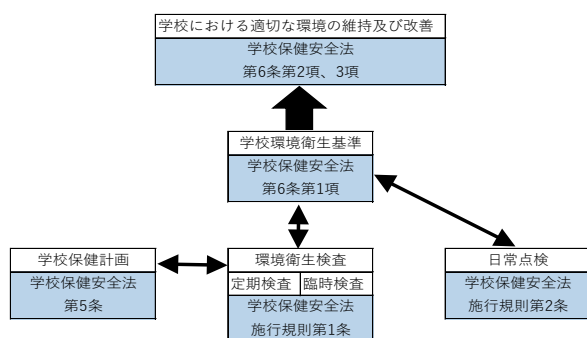 学校における適切な環境の維持及び改善
学校保健安全法
第6条第2項、3項
学校環境衛生基準
学校保健安全法
第6条第1項
学校保健計画
学校保健安全法
第5条
環境衛生検査
定期検査 臨時検査
学校保健安全法
施行規則第1条
日常点検
学校保健安全法
施行規則第2条